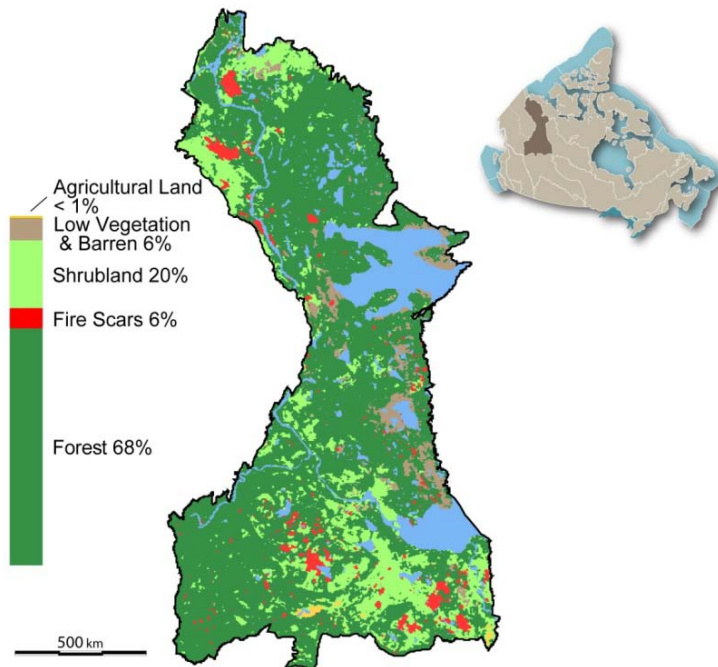 Agricultural Land
< 1%
Low Vegetation
& Barren 6%
Shrubland 20%
Fire Scars 6%
Forest 68%
500 km